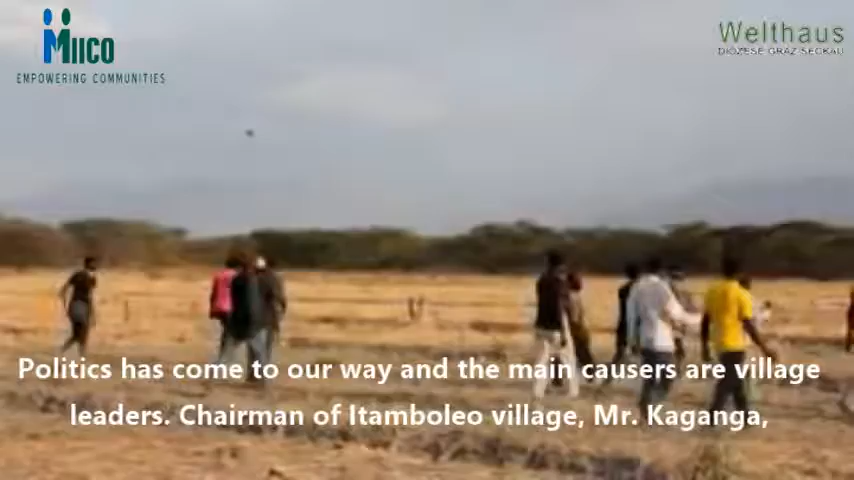 MIICO
EMPOWERING COMMUNITIES
Welthaus
DIÖZESE GRAZ SECKAU
Politics has come to our way and the main causers are village
leaders. Chairman of Itamboleo village, Mr. Kaganga,